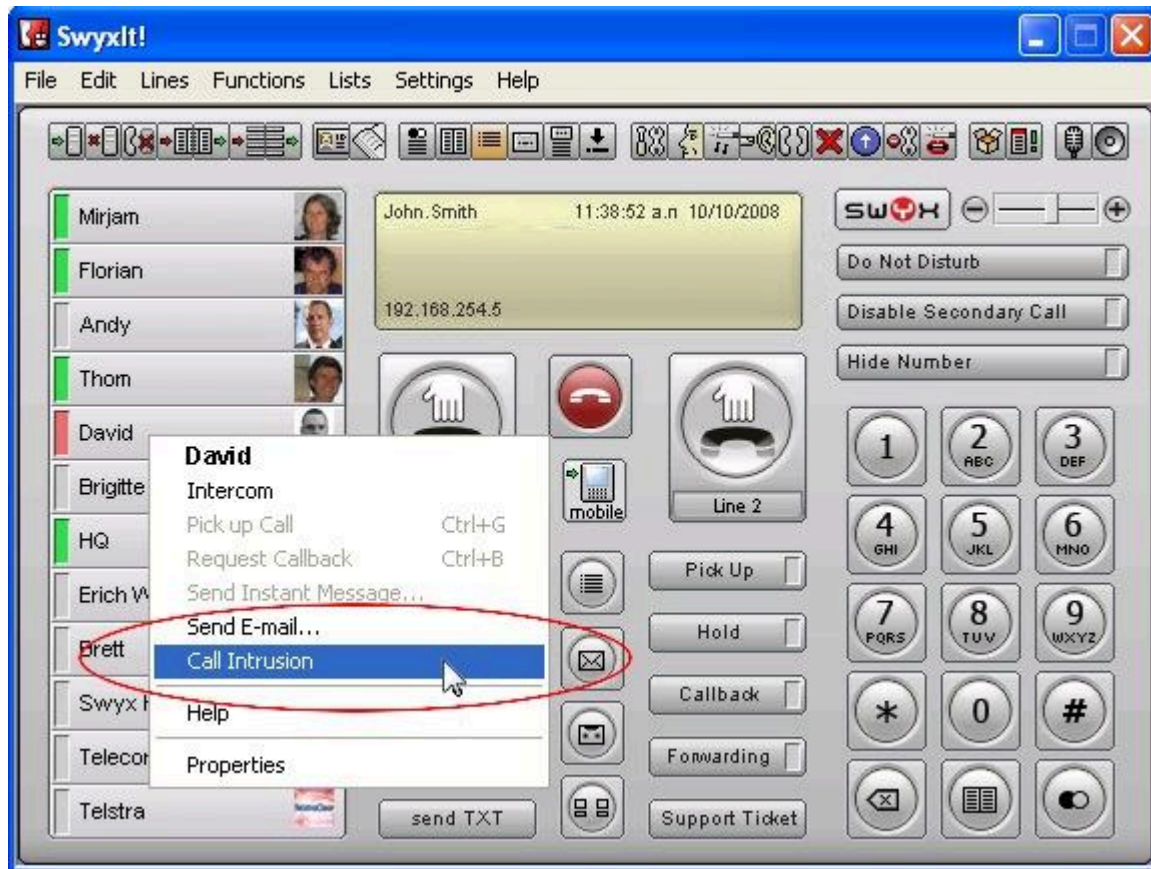 SwyxIt!
File Edit Lines Functions Lists Settings Help
Mirjam
Florian
Andy
Thom
David
Brigitte
HQ
Erich
Brett
Swyx
Telstra
John.Smith 11:38:52 a.n 10/10/2008
192.168.254.5
David
Intercom
Pick up Call Ctrl+G
Request Callback Ctrl+B
Send Instant Message...
Send E-mail...
Call Intrusion
Help
Properties
mobile
Line 2
Pick Up
Hold
Callback
Forwarding
send TXT
Support Ticket
swyx
Do Not Disturb
Disable Secondary Call
Hide Number
1
2 ABC
3 DEF
4 GHI
5 JKL
6 MNO
7 PQRS
8 TUV
9 WXYZ
*
0
#